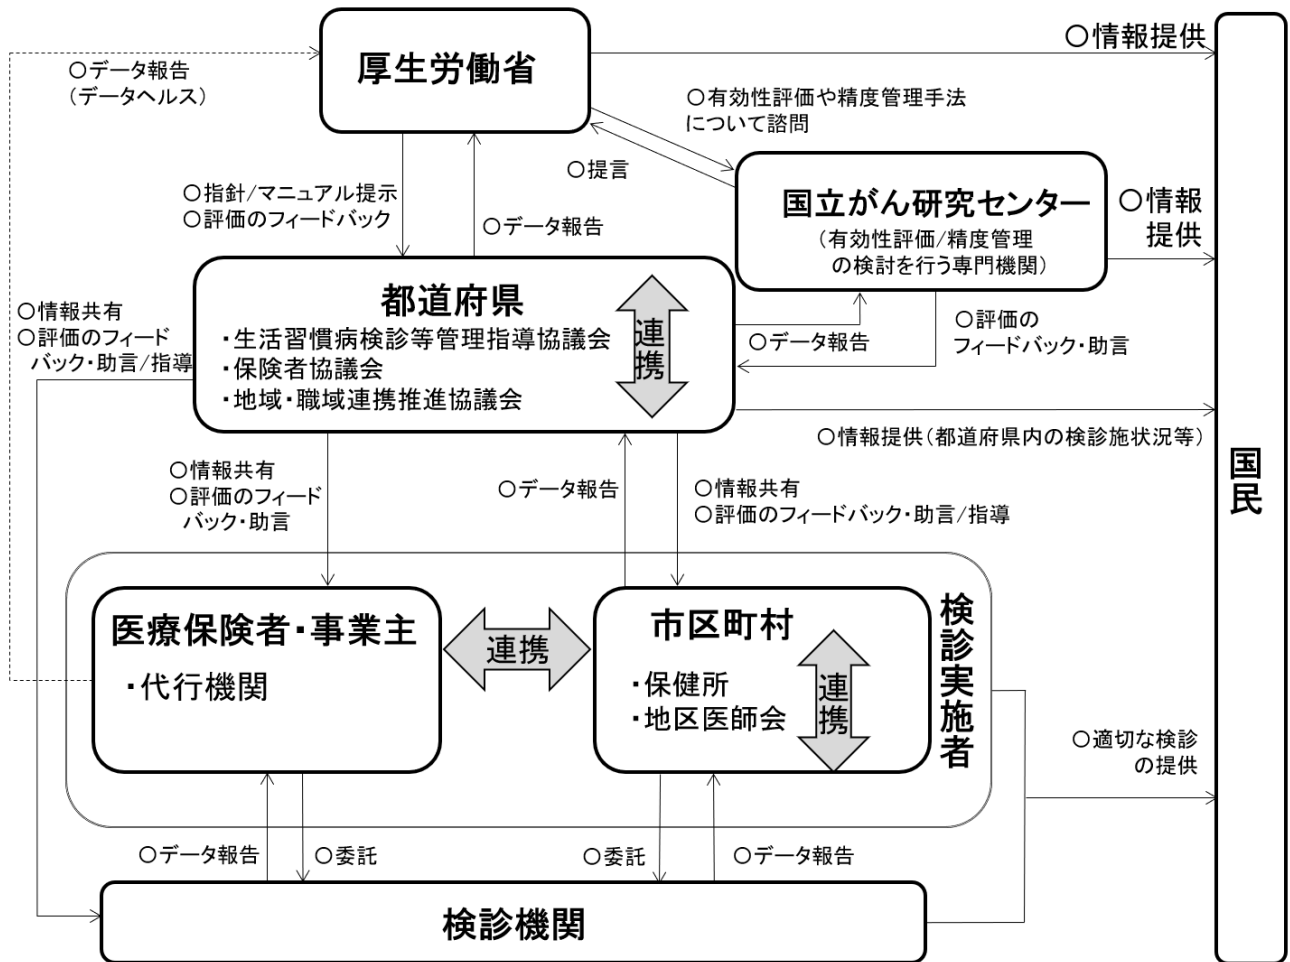 厚生労働省
○情報提供
○データ報告
（データヘルス）
○有効性評価や精度管理手法
について諮問
○提言
○指針/マニュアル提示
○評価のフィードバック
○データ報告
国立がん研究センター
（有効性評価/精度管理
の検討を行う専門機関）
○情報
提供
都道府県
・生活習慣病検診等管理指導協議会
・保険者協議会
・地域・職域連携推進協議会
連携
○情報共有
○評価のフィード
バック・助言/指導
○データ報告
○評価の
フィードバック・助言
○情報提供（都道府県内の検診施状況等）
国民
○情報共有
○評価のフィード
バック・助言
○データ報告
○情報共有
○評価のフィードバック・助言/指導
検診実施者
医療保険者・事業主
・代行機関
連携
市区町村
・保健所
・地区医師会
連携
○適切な検診
の提供
○データ報告
○委託
○委託
○データ報告
検診機関